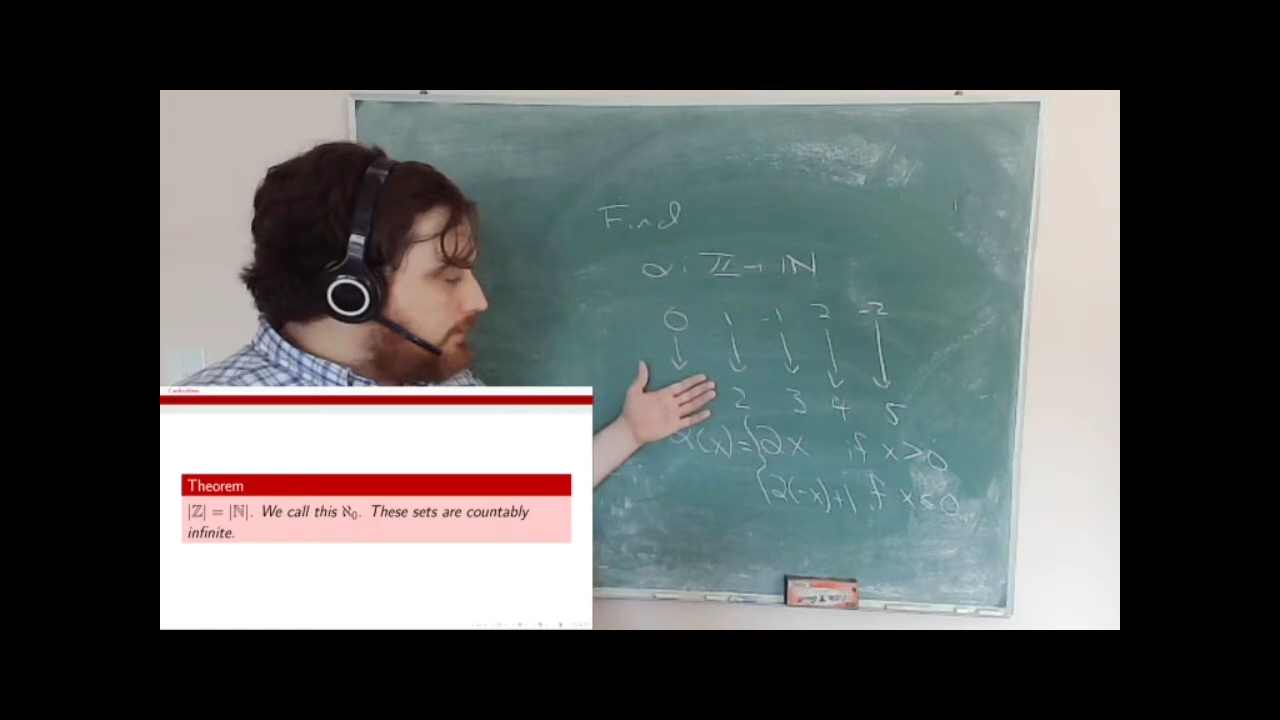 Find
α: ℤ → ℕ
0 1 -1 2 -2
2 3 4 5
α(x) = { 2x if x > 0
{ 2(-x)+1 if x ≤ 0
Theorem
|ℤ| = |ℕ|. We call this ℵ₀. These sets are countably
infinite.